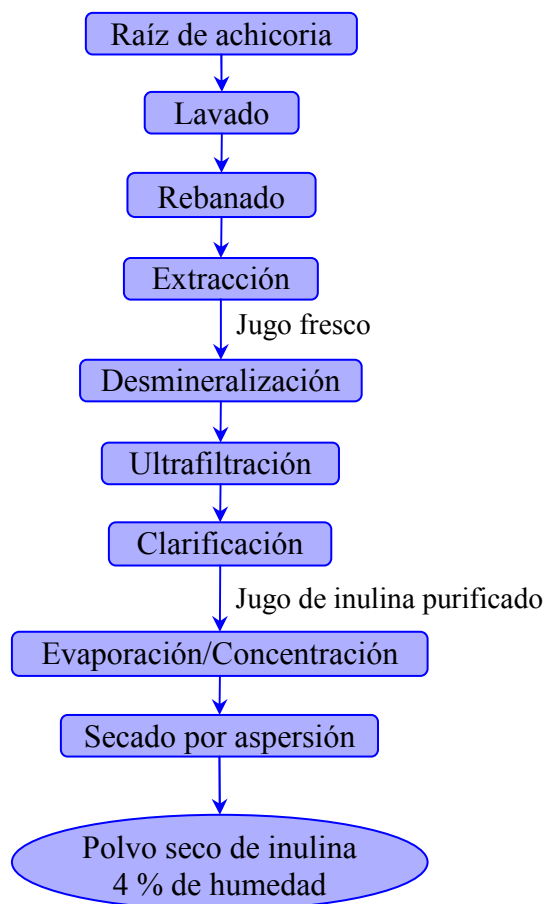 Raíz de achicoria
Lavado
Rebanado
Extracción
Jugo fresco
Desmineralización
Ultrafiltración
Clarificación
Jugo de inulina purificado
Evaporación/Concentración
Secado por aspersión
Polvo seco de inulina
4 % de humedad